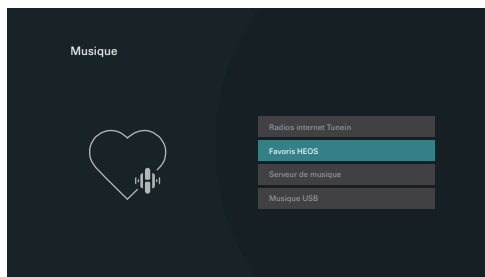 Musique
Radios internet Tunein
Favoris HEOS
Serveur de musique
Musique USB